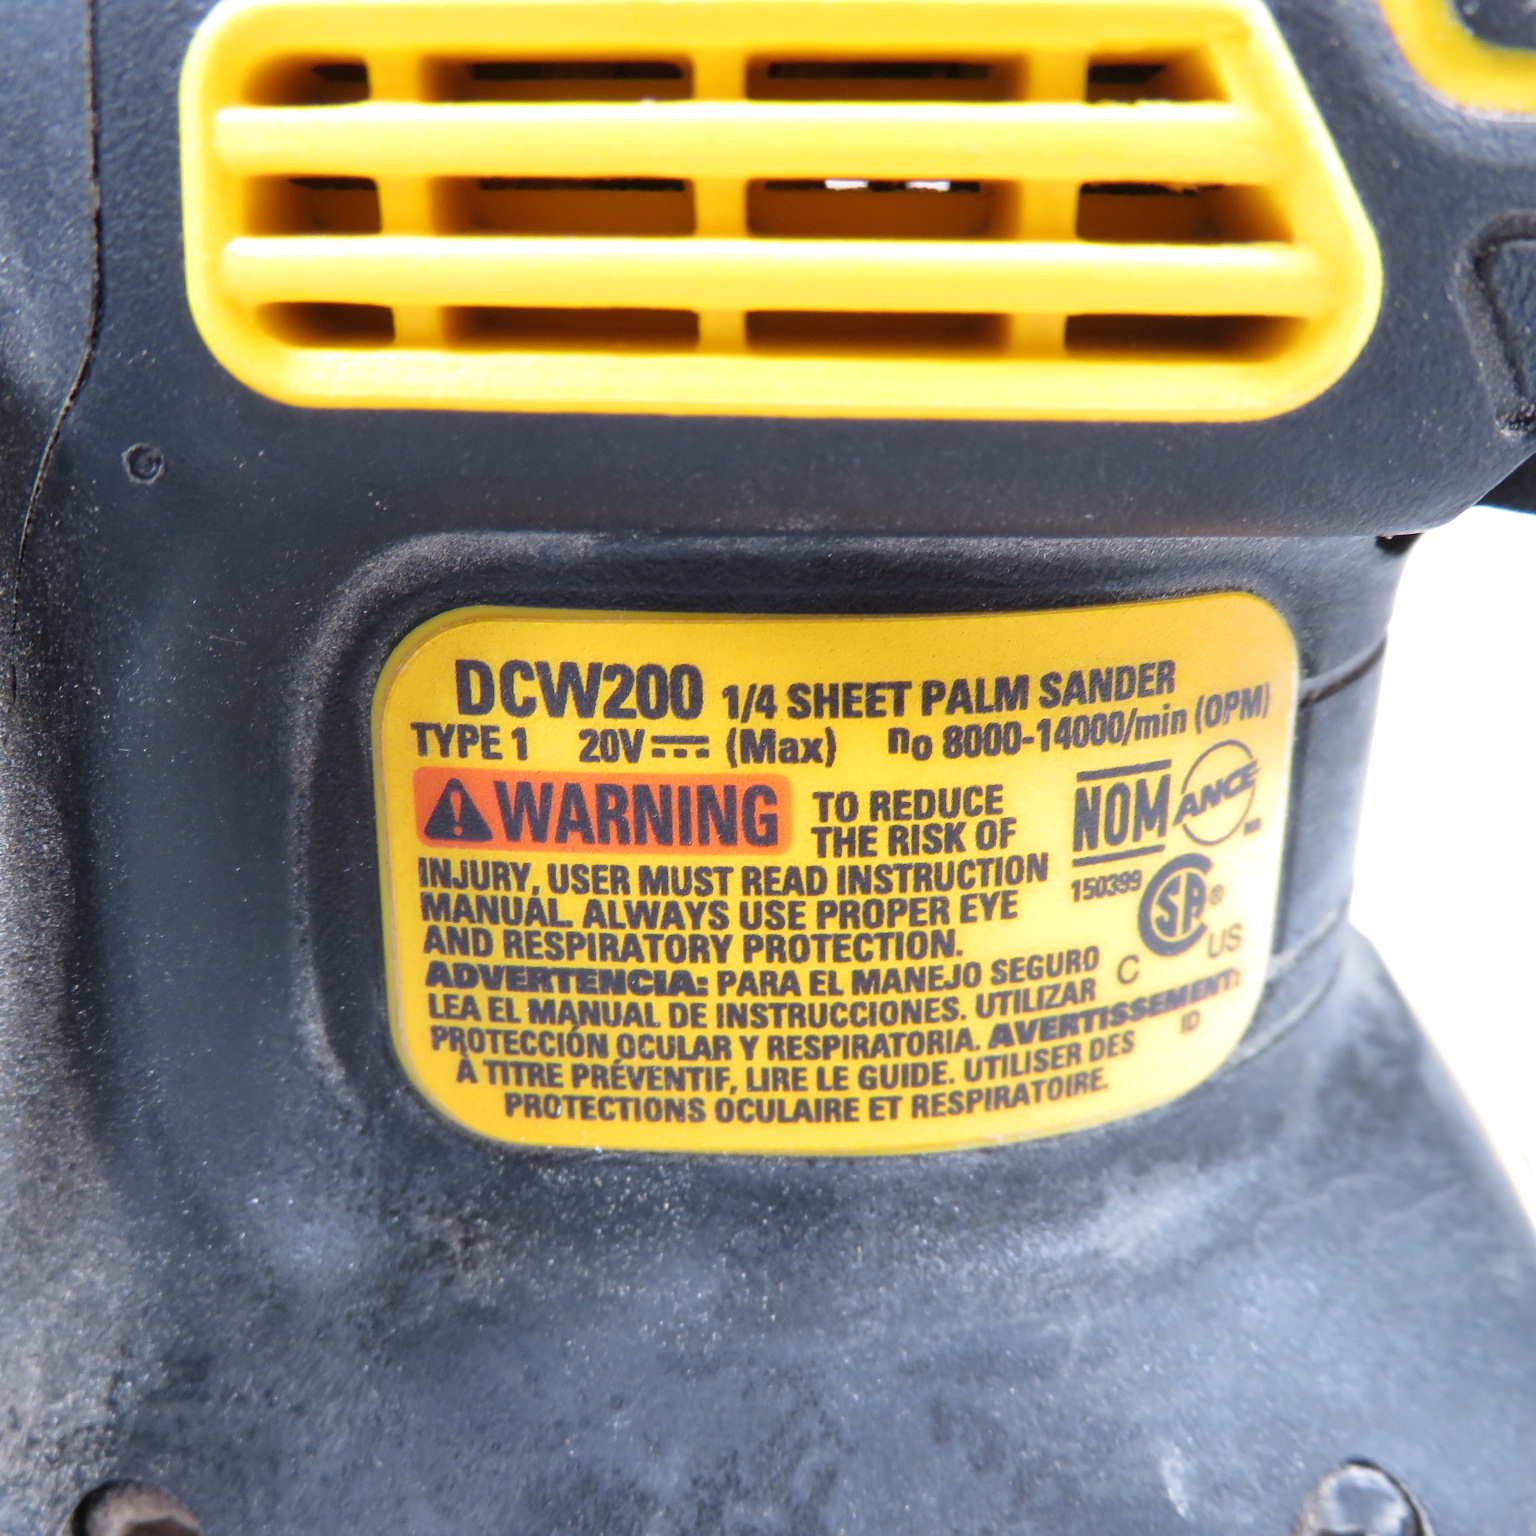 DCW200 1/4 SHEET PALM SANDER
TYPE 1 20V⎓ (Max) no 8000-14000/min (OPM)
WARNING TO REDUCE
THE RISK OF
INJURY, USER MUST READ INSTRUCTION
MANUAL. ALWAYS USE PROPER EYE
AND RESPIRATORY PROTECTION.
ADVERTENCIA: PARA EL MANEJO SEGURO
LEA EL MANUAL DE INSTRUCCIONES. UTILIZAR
PROTECCIÓN OCULAR Y RESPIRATORIA. AVERTISSEMENT:
À TITRE PRÉVENTIF, LIRE LE GUIDE. UTILISER DES
PROTECTIONS OCULAIRE ET RESPIRATOIRE.
NOM ANCE
150399 SA ®
C US
ID